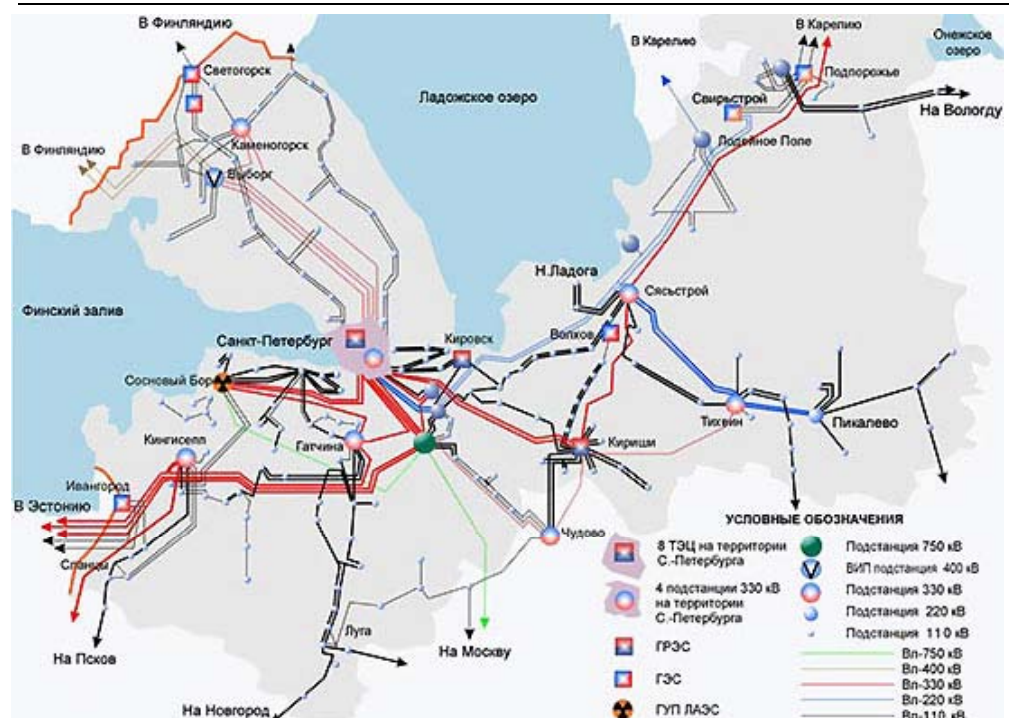 В Финляндию
В Карелию
Онежское
озеро
Светогорск
В Карелию
Подпорожье
Ладожское озеро
Свирьстрой
На Вологду
Каменогорск
Лодейное Поле
В Финляндию
Выборг
Н.Ладога
Сясьстрой
Финский залив
Санкт-Петербург
Кировск
Волхов
Сосновый Бор
Тихвин
Пикалево
Кингисепп
Гатчина
Кириши
Ивангород
В Эстонию
Чудово
Сланцы
Луга
На Псков
На Москву
На Новгород
УСЛОВНЫЕ ОБОЗНАЧЕНИЯ
8 ТЭЦ на территории
С.-Петербурга
4 подстанции 330 кВ
на территории
С.-Петербурга
ГРЭС
ГЭС
ГУП ЛАЭС
Подстанция 750 кВ
ВИП подстанция 400 кВ
Подстанция 330 кВ
Подстанция 220 кВ
Подстанция 110 кВ
Вл-750 кВ
Вл-400 кВ
Вл-330 кВ
Вл-220 кВ
Вл-110 кВ